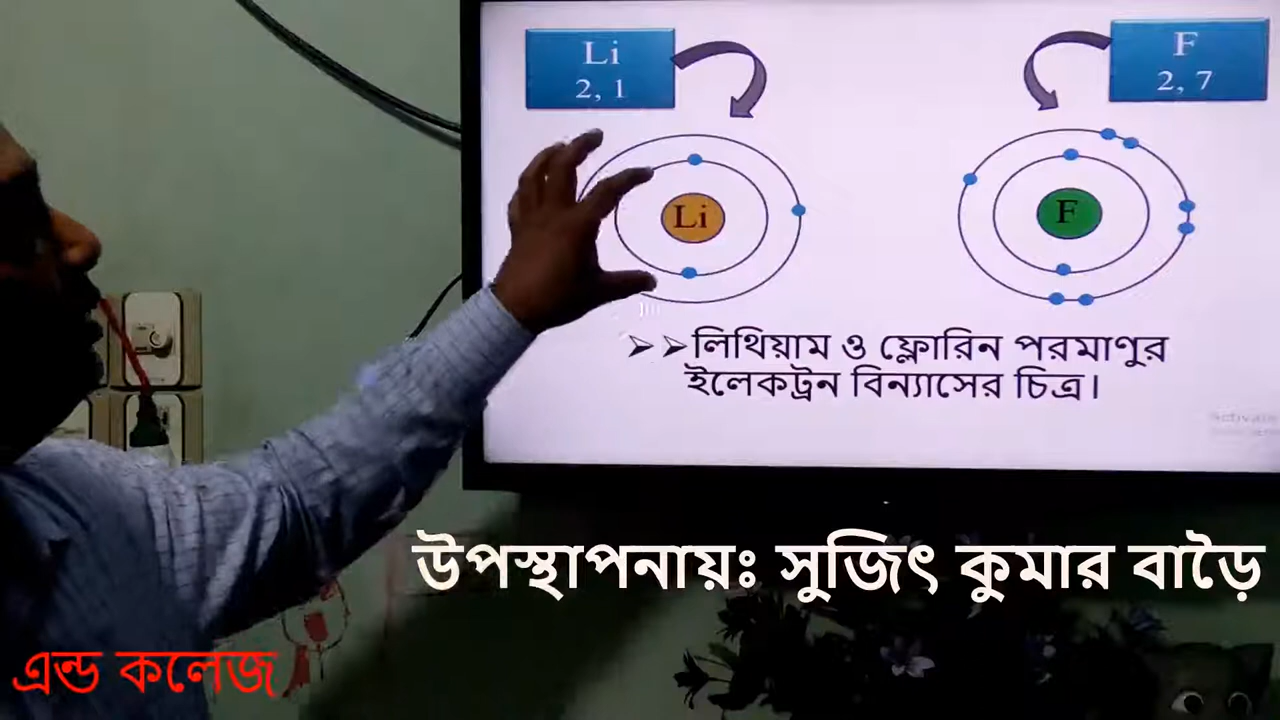 Li
2, 1
F
2, 7
Li
F
লিথিয়াম ও ফ্লোরিন পরমাণুর
ইলেকট্রন বিন্যাসের চিত্র।
উপস্থাপনায়ঃ সুজিৎ কুমার বাড়ৈ
এন্ড কলেজ